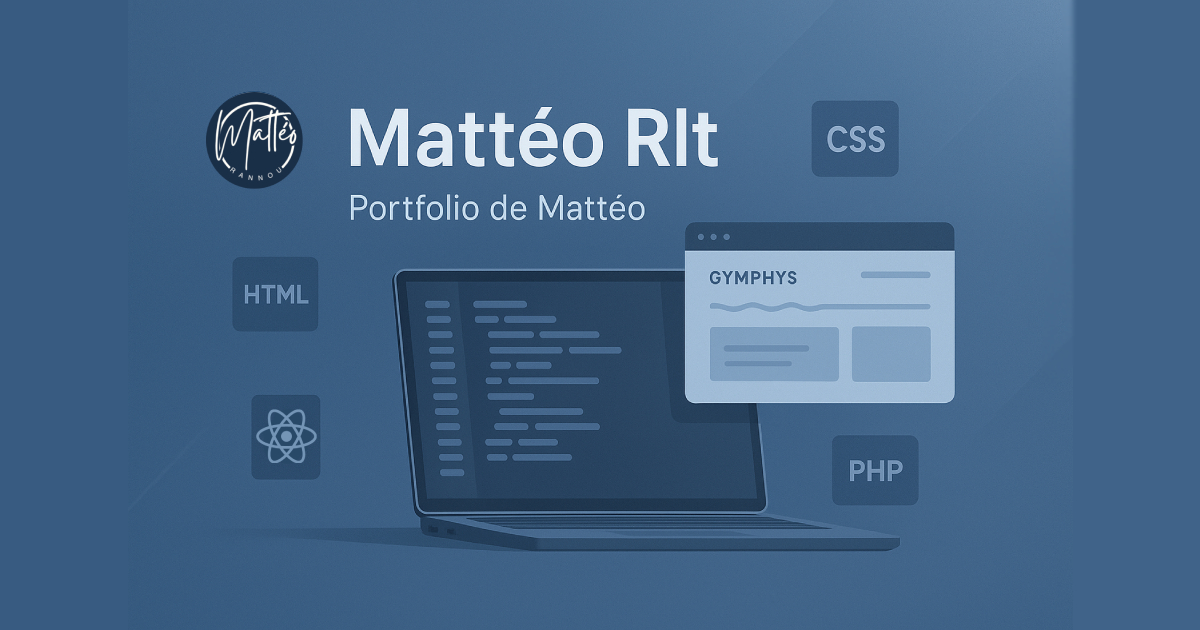 Mattéo
RANNOU
Mattéo Rlt
Portfolio de Mattéo
CSS
HTML
GYMPHYS
PHP